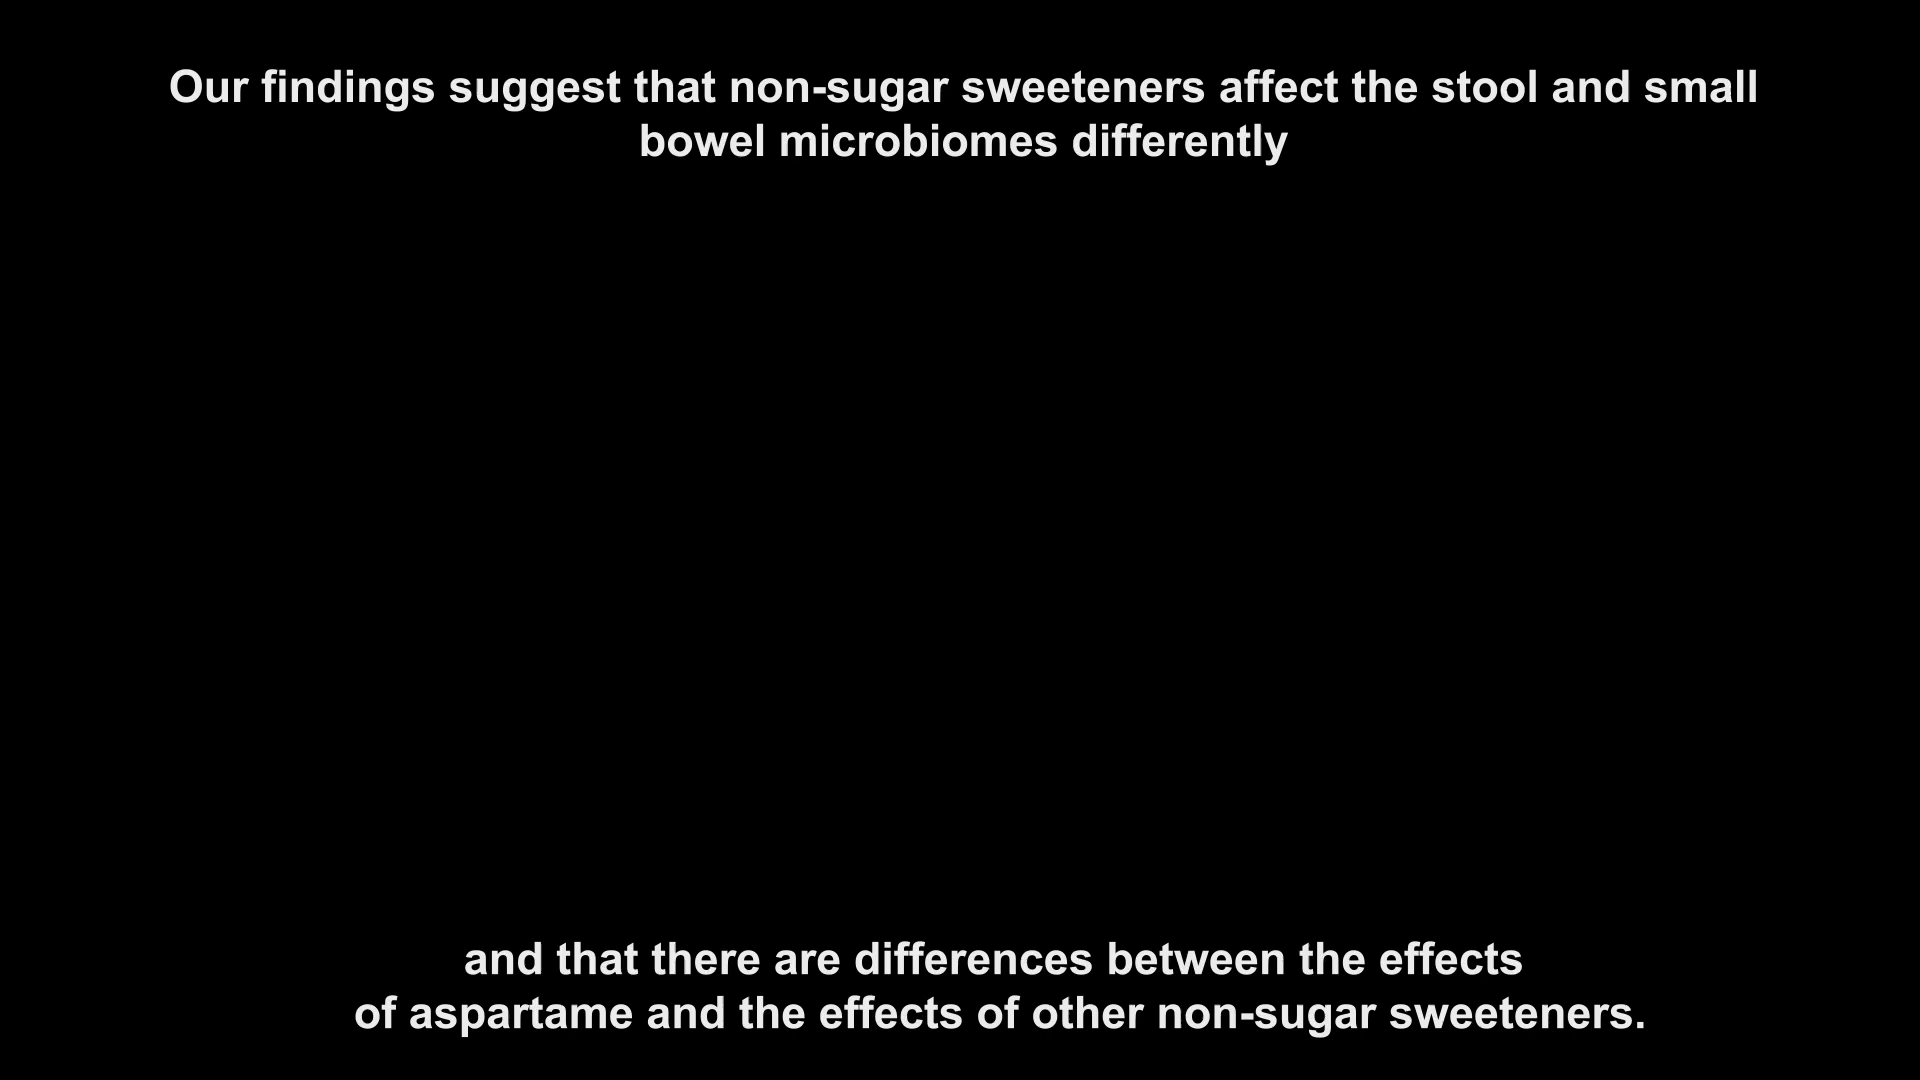 Our findings suggest that non-sugar sweeteners affect the stool and small
bowel microbiomes differently
and that there are differences between the effects
of aspartame and the effects of other non-sugar sweeteners.